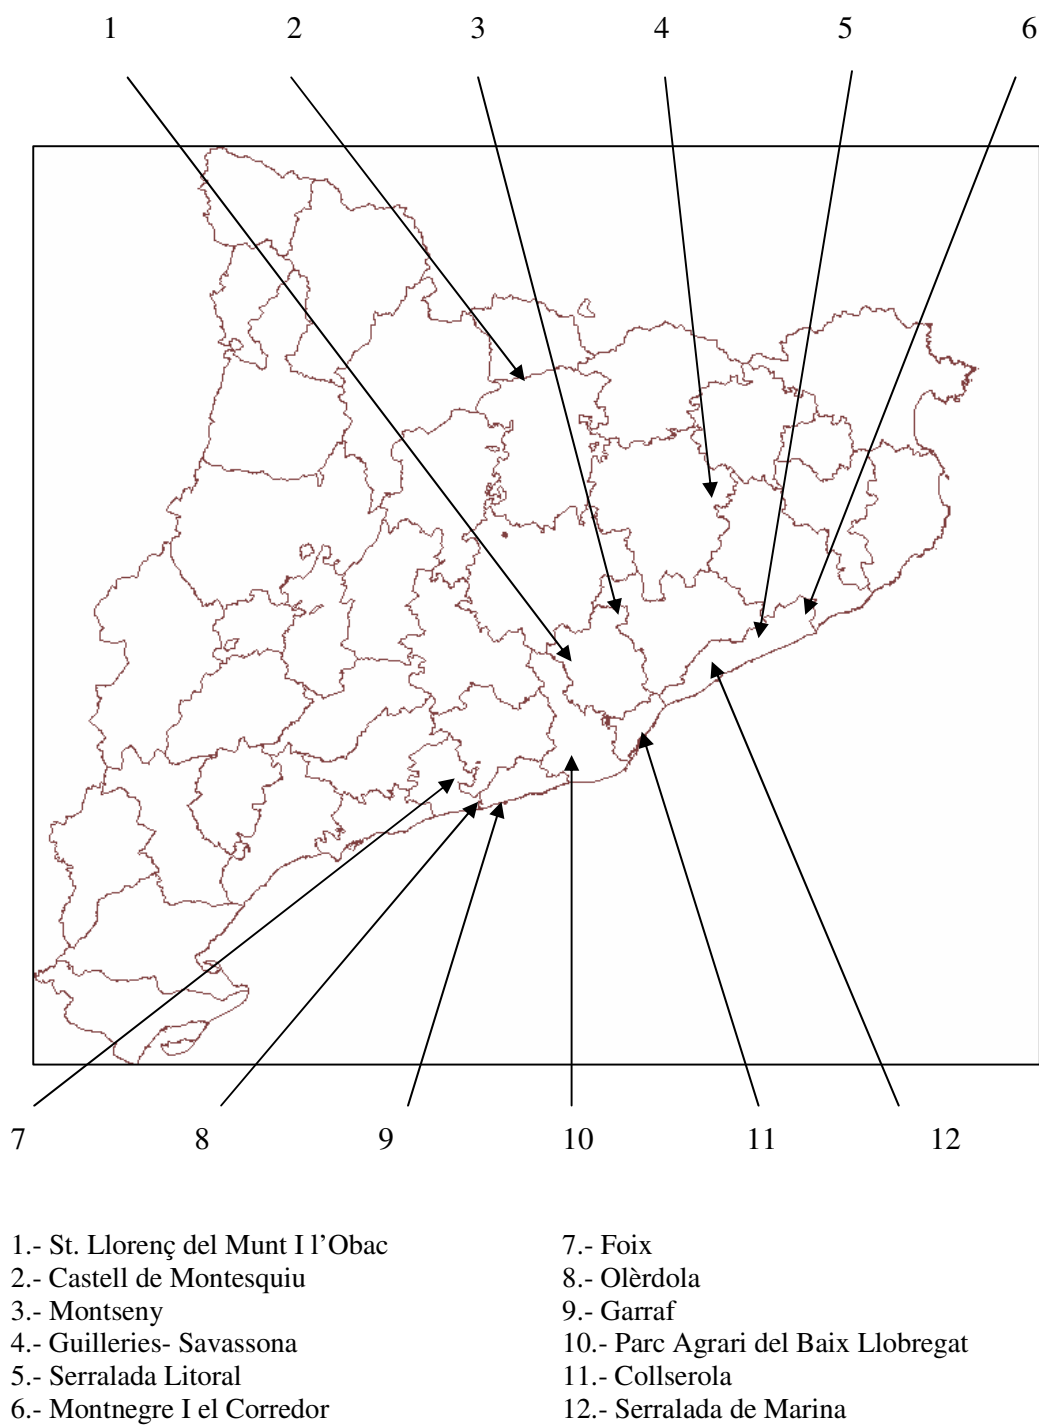 1 2 3 4 5 6
7 8 9 10 11 12
1.- St. Llorenç del Munt I l’Obac
2.- Castell de Montesquiu
3.- Montseny
4.- Guilleries- Savassona
5.- Serralada Litoral
6.- Montnegre I el Corredor
7.- Foix
8.- Olèrdola
9.- Garraf
10.- Parc Agrari del Baix Llobregat
11.- Collserola
12.- Serralada de Marina